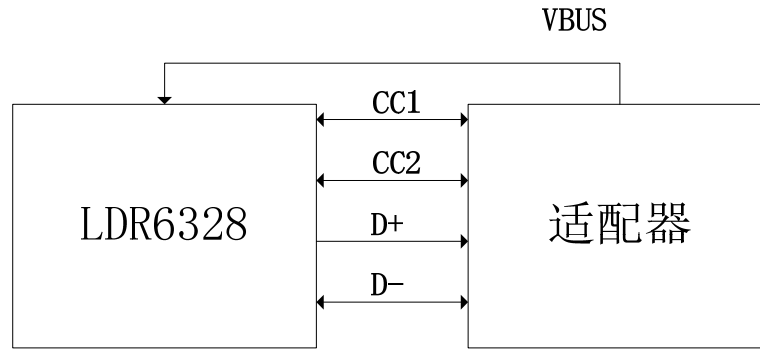 VBUS
CC1
CC2
LDR6328
D+
适配器
D-